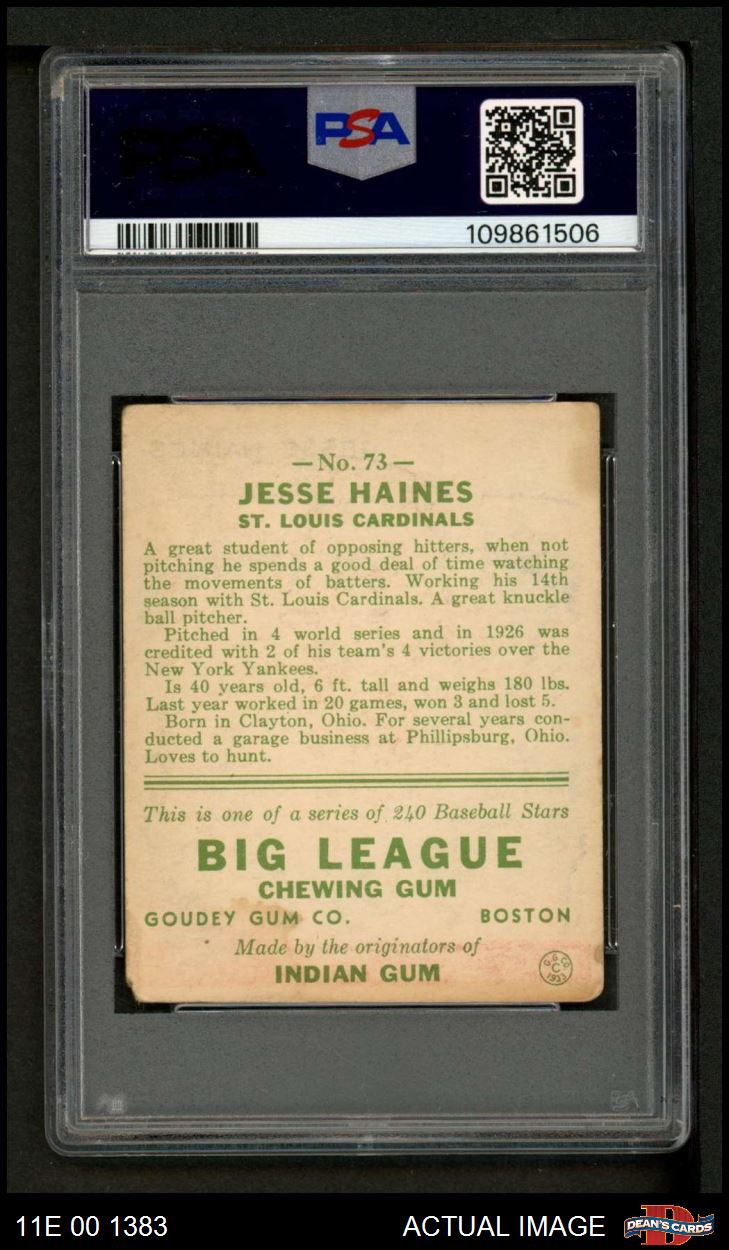 PSA
109861506
—No. 73—
JESSE HAINES
ST. LOUIS CARDINALS
A great student of opposing hitters, when not
pitching he spends a good deal of time watching
the movements of batters. Working his 14th
season with St. Louis Cardinals. A great knuckle
ball pitcher.
Pitched in 4 world series and in 1926 was
credited with 2 of his team's 4 victories over the
New York Yankees.
Is 40 years old, 6 ft. tall and weighs 180 lbs.
Last year worked in 20 games, won 3 and lost 5.
Born in Clayton, Ohio. For several years con-
ducted a garage business at Phillipsburg, Ohio.
Loves to hunt.
This is one of a series of 240 Baseball Stars
BIG LEAGUE
CHEWING GUM
GOUDEY GUM CO. BOSTON
Made by the originators of
INDIAN GUM
G.G.CO.
C
1933
11E 00 1383 ACTUAL IMAGE DEAN'S CARDS